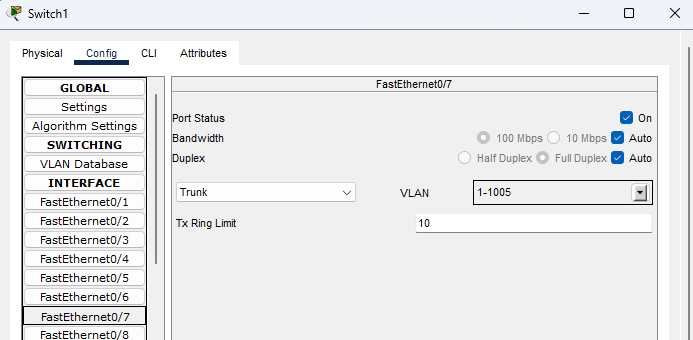 Switch1
Physical Config CLI Attributes
GLOBAL
Settings
Algorithm Settings
SWITCHING
VLAN Database
INTERFACE
FastEthernet0/1
FastEthernet0/2
FastEthernet0/3
FastEthernet0/4
FastEthernet0/5
FastEthernet0/6
FastEthernet0/7
FastEthernet0/8
FastEthernet0/7
Port Status On
Bandwidth 100 Mbps 10 Mbps Auto
Duplex Half Duplex Full Duplex Auto
Trunk VLAN 1-1005
Tx Ring Limit 10